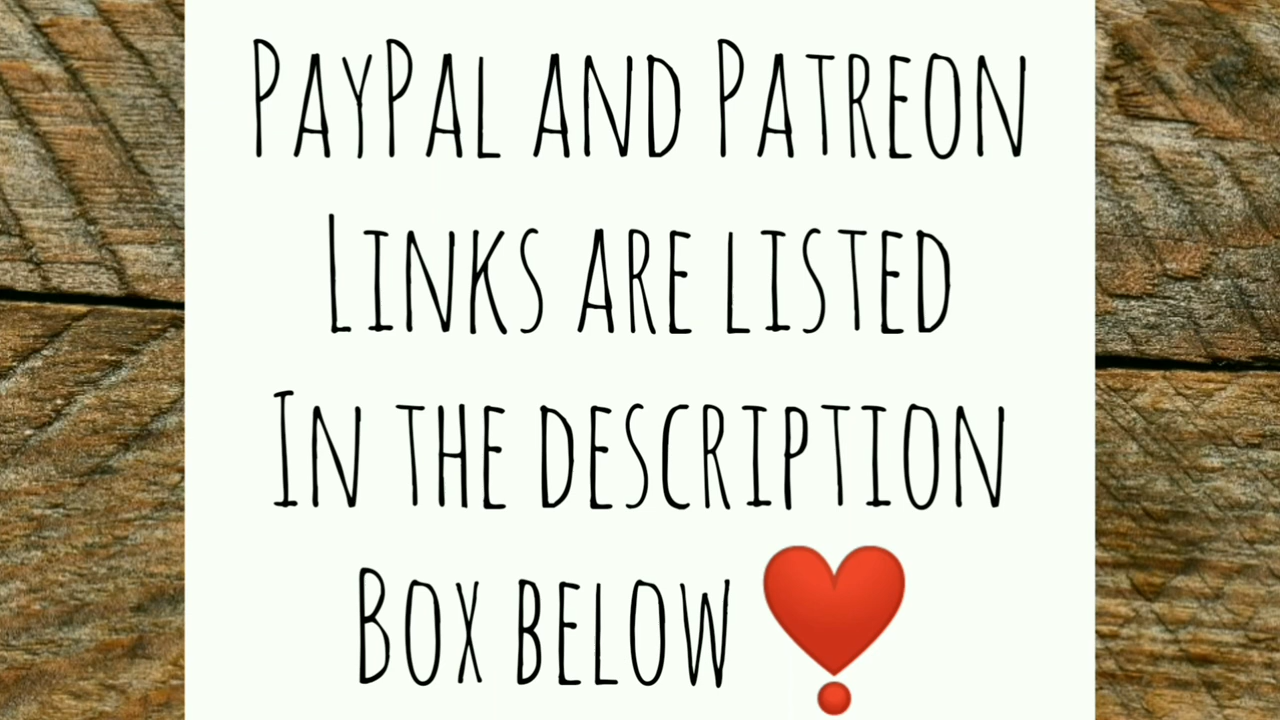 PayPal and Patreon
Links are listed
In the description
Box below ❣